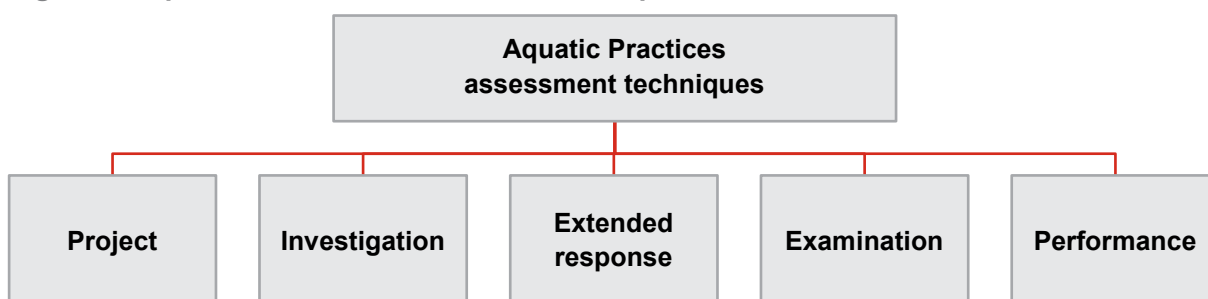 Aquatic Practices
assessment techniques
Project
Investigation
Extended
response
Examination
Performance